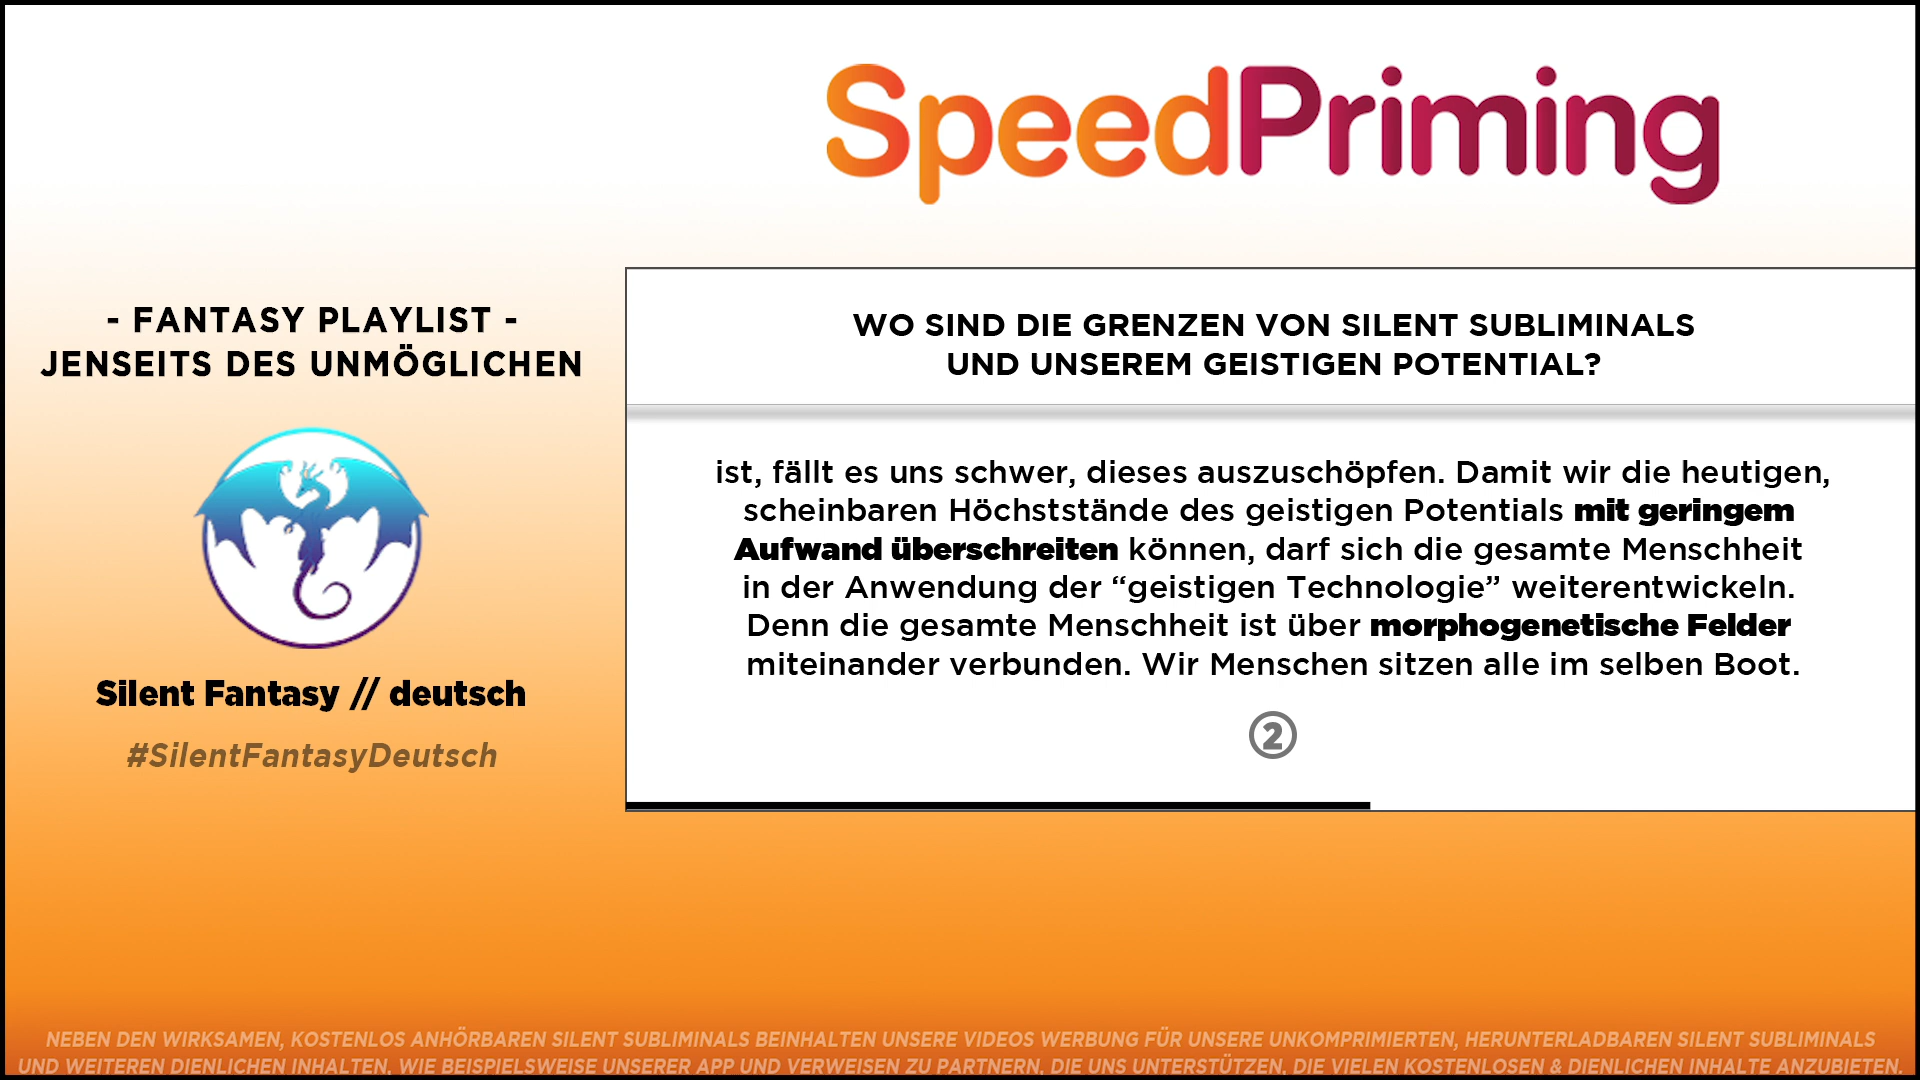 SpeedPriming
- FANTASY PLAYLIST -
JENSEITS DES UNMÖGLICHEN
Silent Fantasy // deutsch
#SilentFantasyDeutsch
WO SIND DIE GRENZEN VON SILENT SUBLIMINALS
UND UNSEREM GEISTIGEN POTENTIAL?
ist, fällt es uns schwer, dieses auszuschöpfen. Damit wir die heutigen,
scheinbaren Höchststände des geistigen Potentials mit geringem
Aufwand überschreiten können, darf sich die gesamte Menschheit
in der Anwendung der “geistigen Technologie” weiterentwickeln.
Denn die gesamte Menschheit ist über morphogenetische Felder
miteinander verbunden. Wir Menschen sitzen alle im selben Boot.
2
NEBEN DEN WIRKSAMEN, KOSTENLOS ANHÖRBAREN SILENT SUBLIMINALS BEINHALTEN UNSERE VIDEOS WERBUNG FÜR UNSERE UNKOMPRIMIERTEN, HERUNTERLADBAREN SILENT SUBLIMINALS
UND WEITEREN DIENLICHEN INHALTEN, WIE BEISPIELSWEISE UNSERER APP UND VERWEISEN ZU PARTNERN, DIE UNS UNTERSTÜTZEN, DIE VIELEN KOSTENLOSEN & DIENLICHEN INHALTE ANZUBIETEN.